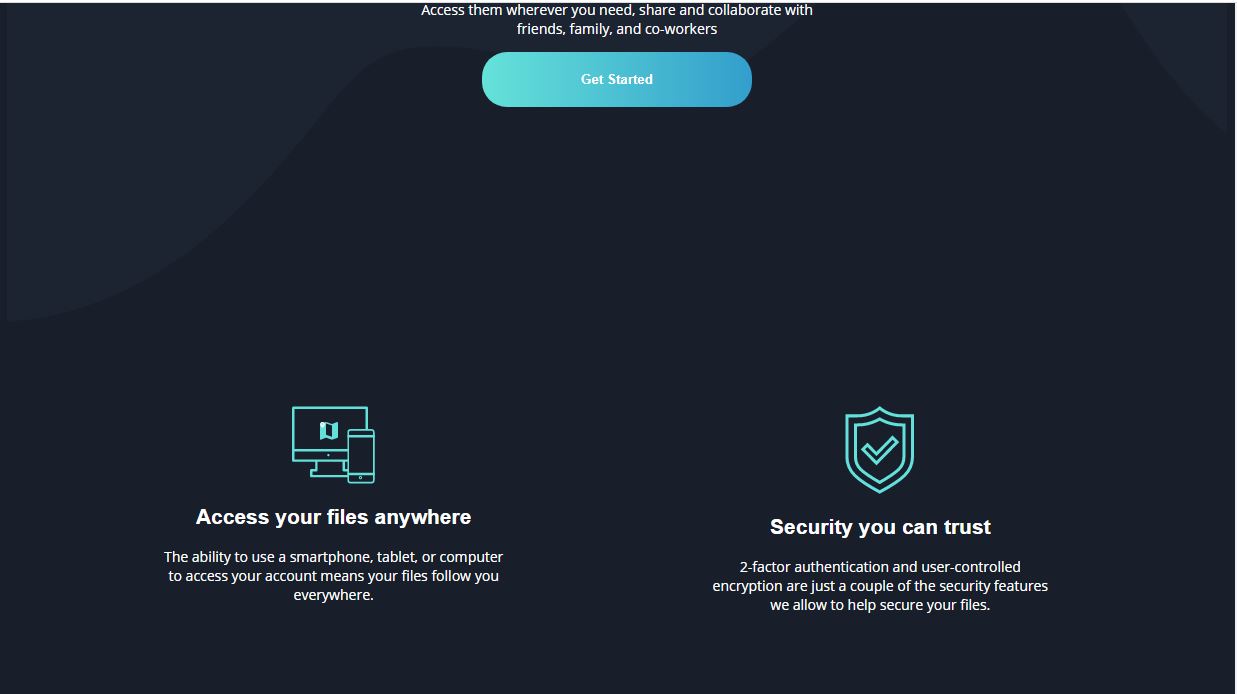 Access them wherever you need, share and collaborate with
friends, family, and co-workers
Get Started
Access your files anywhere
The ability to use a smartphone, tablet, or computer
to access your account means your files follow you
everywhere.
Security you can trust
2-factor authentication and user-controlled
encryption are just a couple of the security features
we allow to help secure your files.